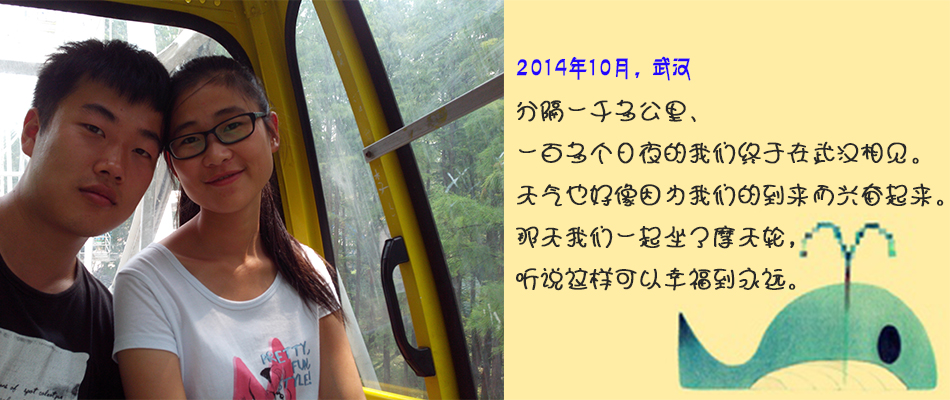 2014年10月，武汉
分隔一千多公里、
一百多个日夜的我们终于在武汉相见。
天气也好像因为我们的到来而兴奋起来。
那天我们一起坐了摩天轮，
听说这样可以幸福到永远。
PRETTY,
FUN,
STYLE!